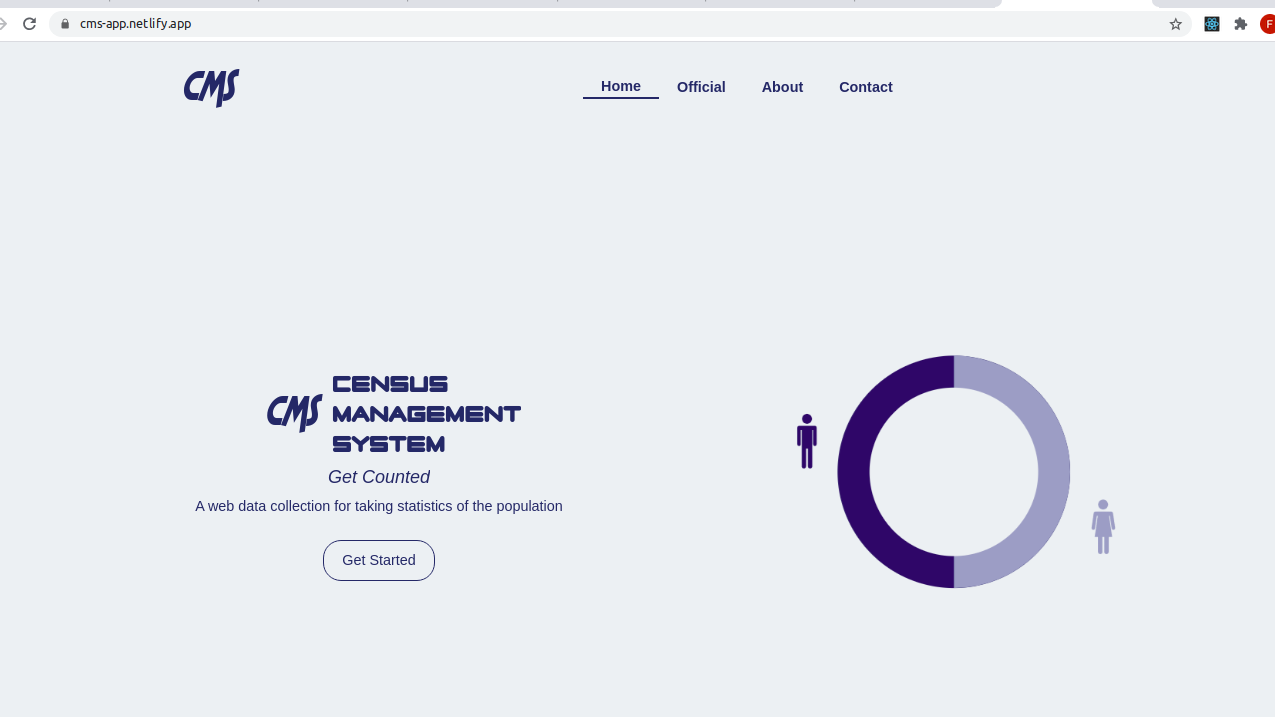 cms-app.netlify.app
F
CMS
Home Official About Contact
CMS
CENSUS
MANAGEMENT
SYSTEM
Get Counted
A web data collection for taking statistics of the population
Get Started